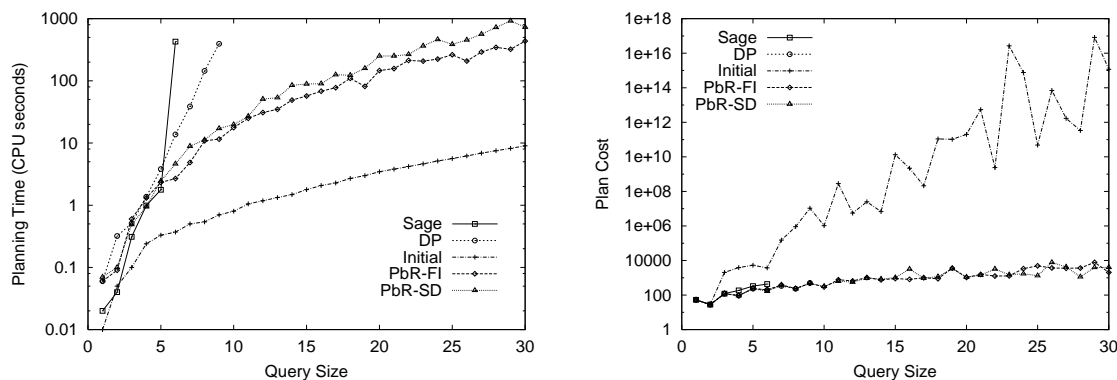 Planning Time (CPU seconds)
1000
100
10
1
0.1
0.01
0 5 10 15 20 25 30
Query Size
Sage
DP
Initial
PbR-FI
PbR-SD
Plan Cost
1e+18
1e+16
1e+14
1e+12
1e+10
1e+08
1e+06
10000
100
1
0 5 10 15 20 25 30
Query Size
Sage
DP
Initial
PbR-FI
PbR-SD